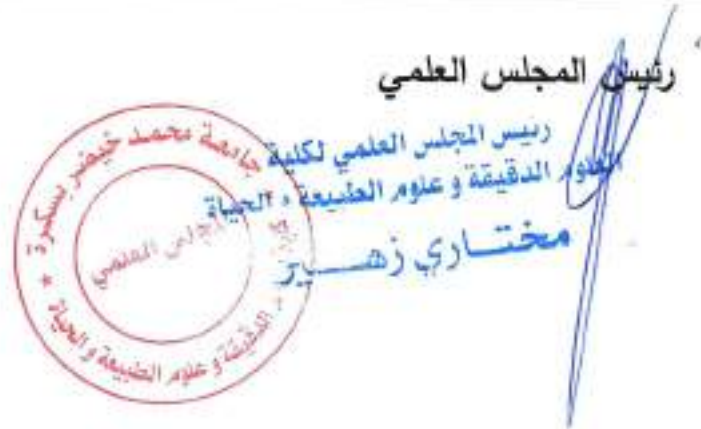 رئيس المجلس العلمي
رئيس المجلس العلمي لكلية
العلوم الدقيقة و علوم الطبيعة و الحياة
مختاري زهير
جامعة محمد خيضر بسكرة
المجلس العلمي
الدقيقة و علوم الطبيعة و الحياة